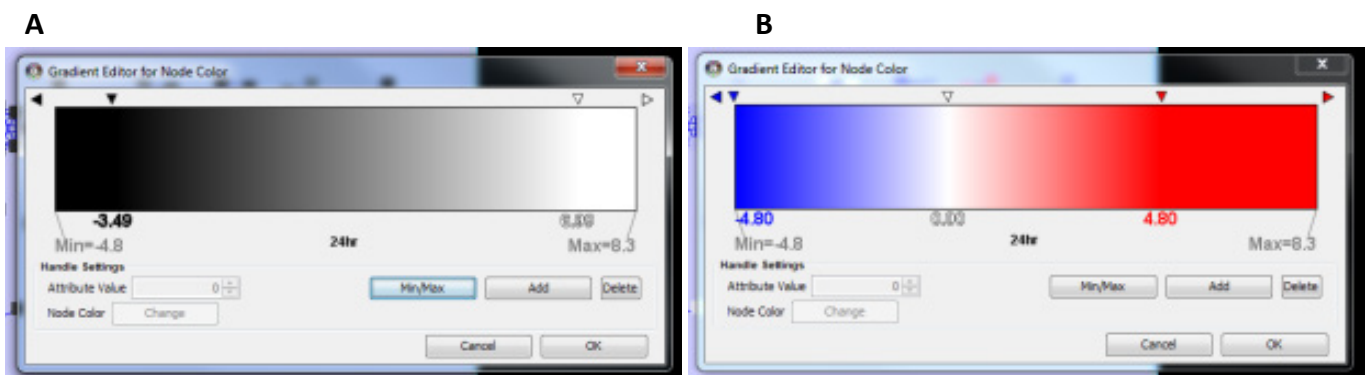 A
B
Gradient Editor for Node Color
-3.49
Min=-4.8
24hr
Max=8.3
Handle Settings
Attribute Value 0
Min/Max Add Delete
Node Color Change
Cancel OK
Gradient Editor for Node Color
-4.80 0.00 4.80
Min=-4.8
24hr
Max=8.3
Handle Settings
Attribute Value 0
Min/Max Add Delete
Node Color Change
Cancel OK